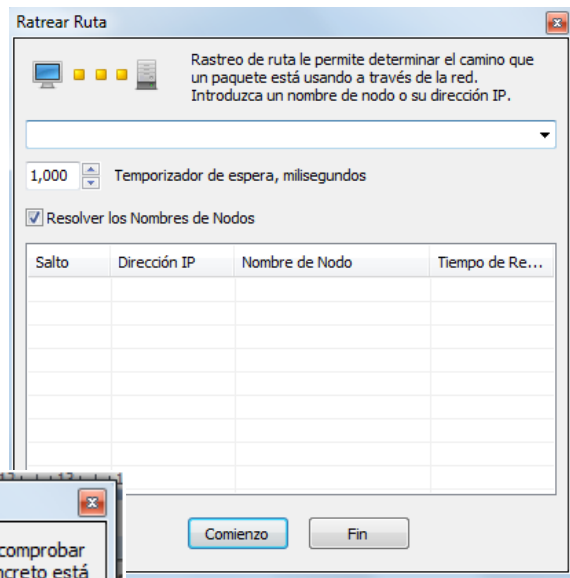 Ratrear Ruta
Rastreo de ruta le permite determinar el camino que
un paquete está usando a través de la red.
Introduzca un nombre de nodo o su dirección IP.
1,000 Temporizador de espera, milisegundos
Resolver los Nombres de Nodos
Salto Dirección IP Nombre de Nodo Tiempo de Re...
Comienzo Fin
comprobar
está